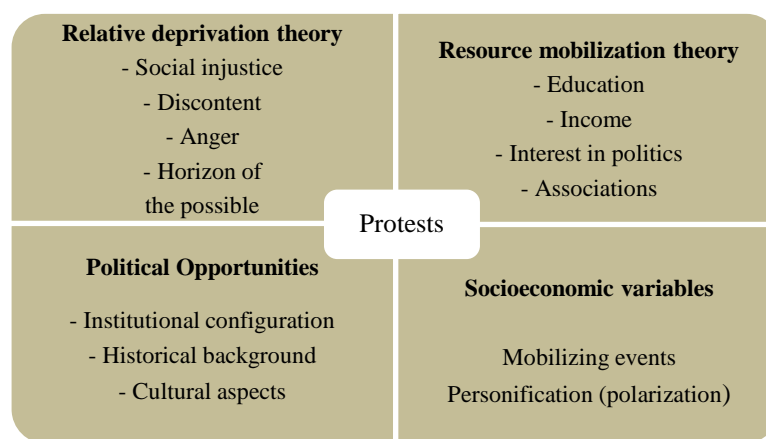 Relative deprivation theory
- Social injustice
- Discontent
- Anger
- Horizon of
the possible
Resource mobilization theory
- Education
- Income
- Interest in politics
- Associations
Protests
Political Opportunities
- Institutional configuration
- Historical background
- Cultural aspects
Socioeconomic variables
Mobilizing events
Personification (polarization)